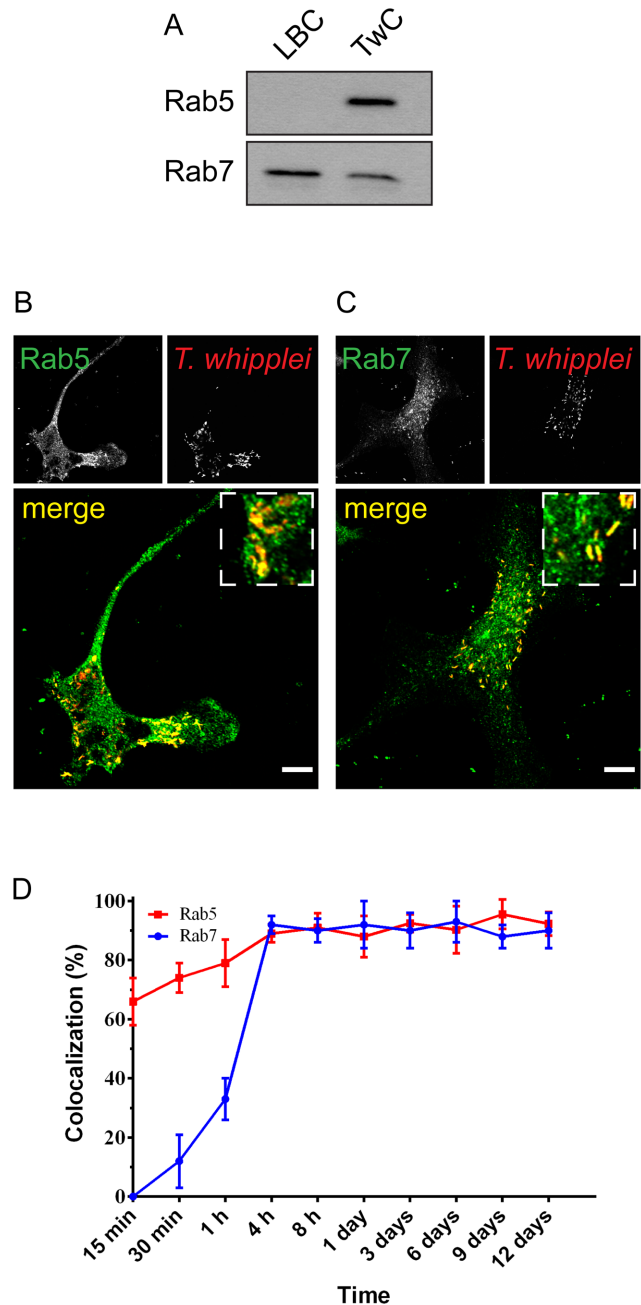 A
LBC TwC
Rab5
Rab7
B
C
Rab5
T. whipplei
Rab7
T. whipplei
merge
merge
D
100
80
60
40
20
0
Rab5
Rab7
Colocalization (%)
15 min 30 min 1 h 4 h 8 h 1 day 3 days 6 days 9 days 12 days
Time